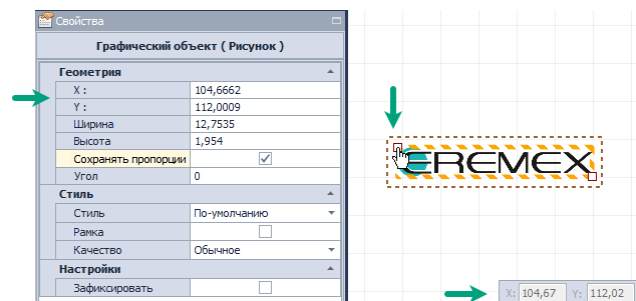 Свойства
Графический объект ( Рисунок )
Геометрия
X : 104,6662
Y : 112,0009
Ширина 12,7535
Высота 1,954
Сохранять пропорции
Угол 0
Стиль
Стиль По-умолчанию
Рамка
Качество Обычное
Настройки
Зафиксировать
EREMEX
X: 104,67 Y: 112,02